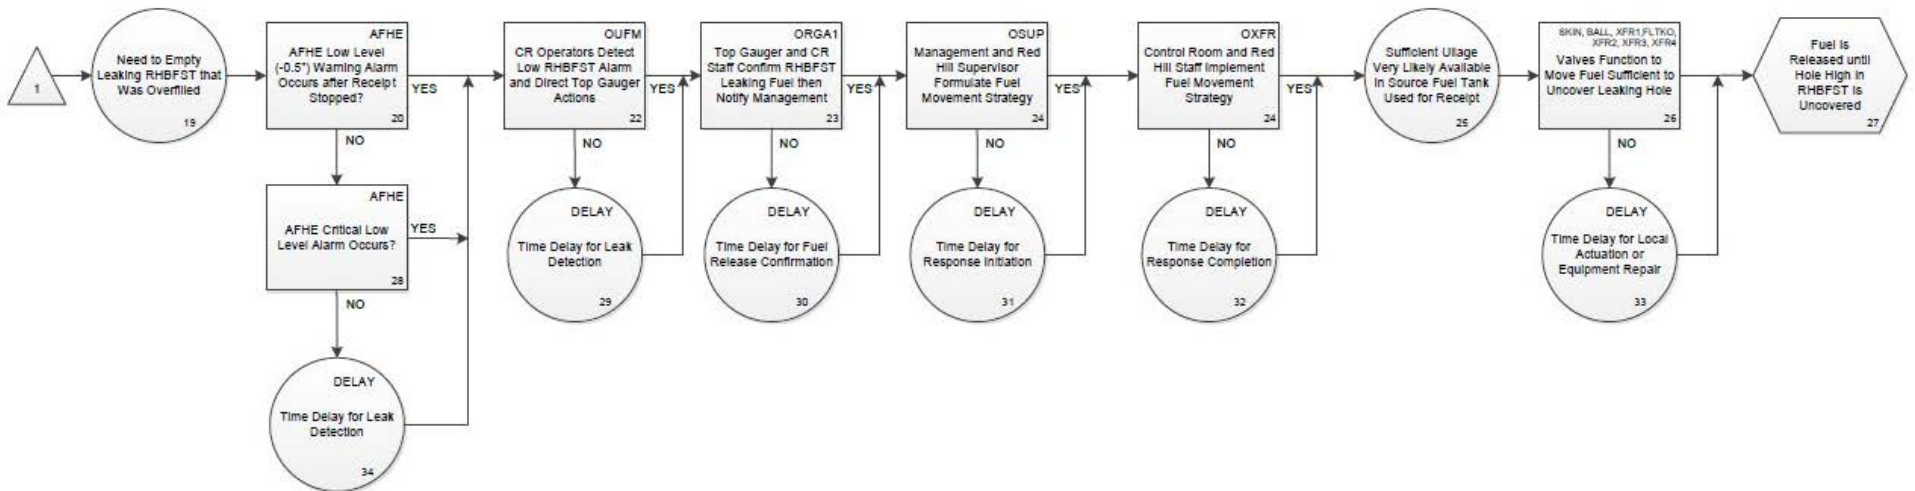 1
Need to Empty
Leaking RHBFST that
Was Overfilled
19
AFHE
AFHE Low Level
(-0.5") Warning Alarm
Occurs after Receipt
Stopped?
20
YES
NO
AFHE
AFHE Critical Low
Level Alarm Occurs?
28
YES
NO
DELAY
Time Delay for Leak
Detection
34
OUFM
CR Operators Detect
Low RHBFST Alarm
and Direct Top Gauger
Actions
22
YES
NO
DELAY
Time Delay for Leak
Detection
29
ORGA1
Top Gauger and CR
Staff Confirm RHBFST
Leaking Fuel then
Notify Management
23
YES
NO
DELAY
Time Delay for Fuel
Release Confirmation
30
OSUP
Management and Red
Hill Supervisor
Formulate Fuel
Movement Strategy
24
YES
NO
DELAY
Time Delay for
Response Initiation
31
OXFR
Control Room and Red
Hill Staff Implement
Fuel Movement
Strategy
24
YES
NO
DELAY
Time Delay for
Response Completion
32
Sufficient Ullage
Very Likely Available
in Source Fuel Tank
Used for Receipt
25
SKIN, BALL, XFR1,FLTKO,
XFR2, XFR3, XFR4
Valves Function to
Move Fuel Sufficient to
Uncover Leaking Hole
26
YES
NO
DELAY
Time Delay for Local
Actuation or
Equipment Repair
33
Fuel is
Released until
Hole High in
RHBFST is
Uncovered
27